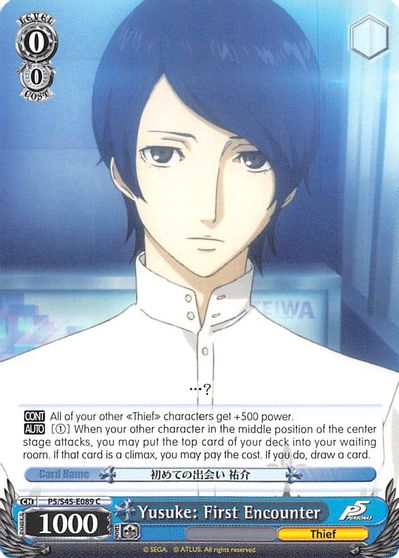 LEVEL
0
0
COST
TEIWA
…?
CONT All of your other «Thief» characters get +500 power.
AUTO [①] When your other character in the middle position of the center
stage attacks, you may put the top card of your deck into your waiting
room. If that card is a climax, you may pay the cost. If you do, draw a card.
Card Name 初めての出会い 祐介
CH P5/S45-E089 C
POWER 1000 Yusuke: First Encounter P5 PERSONA5
Thief
© SEGA. © ATLUS. All rights reserved.